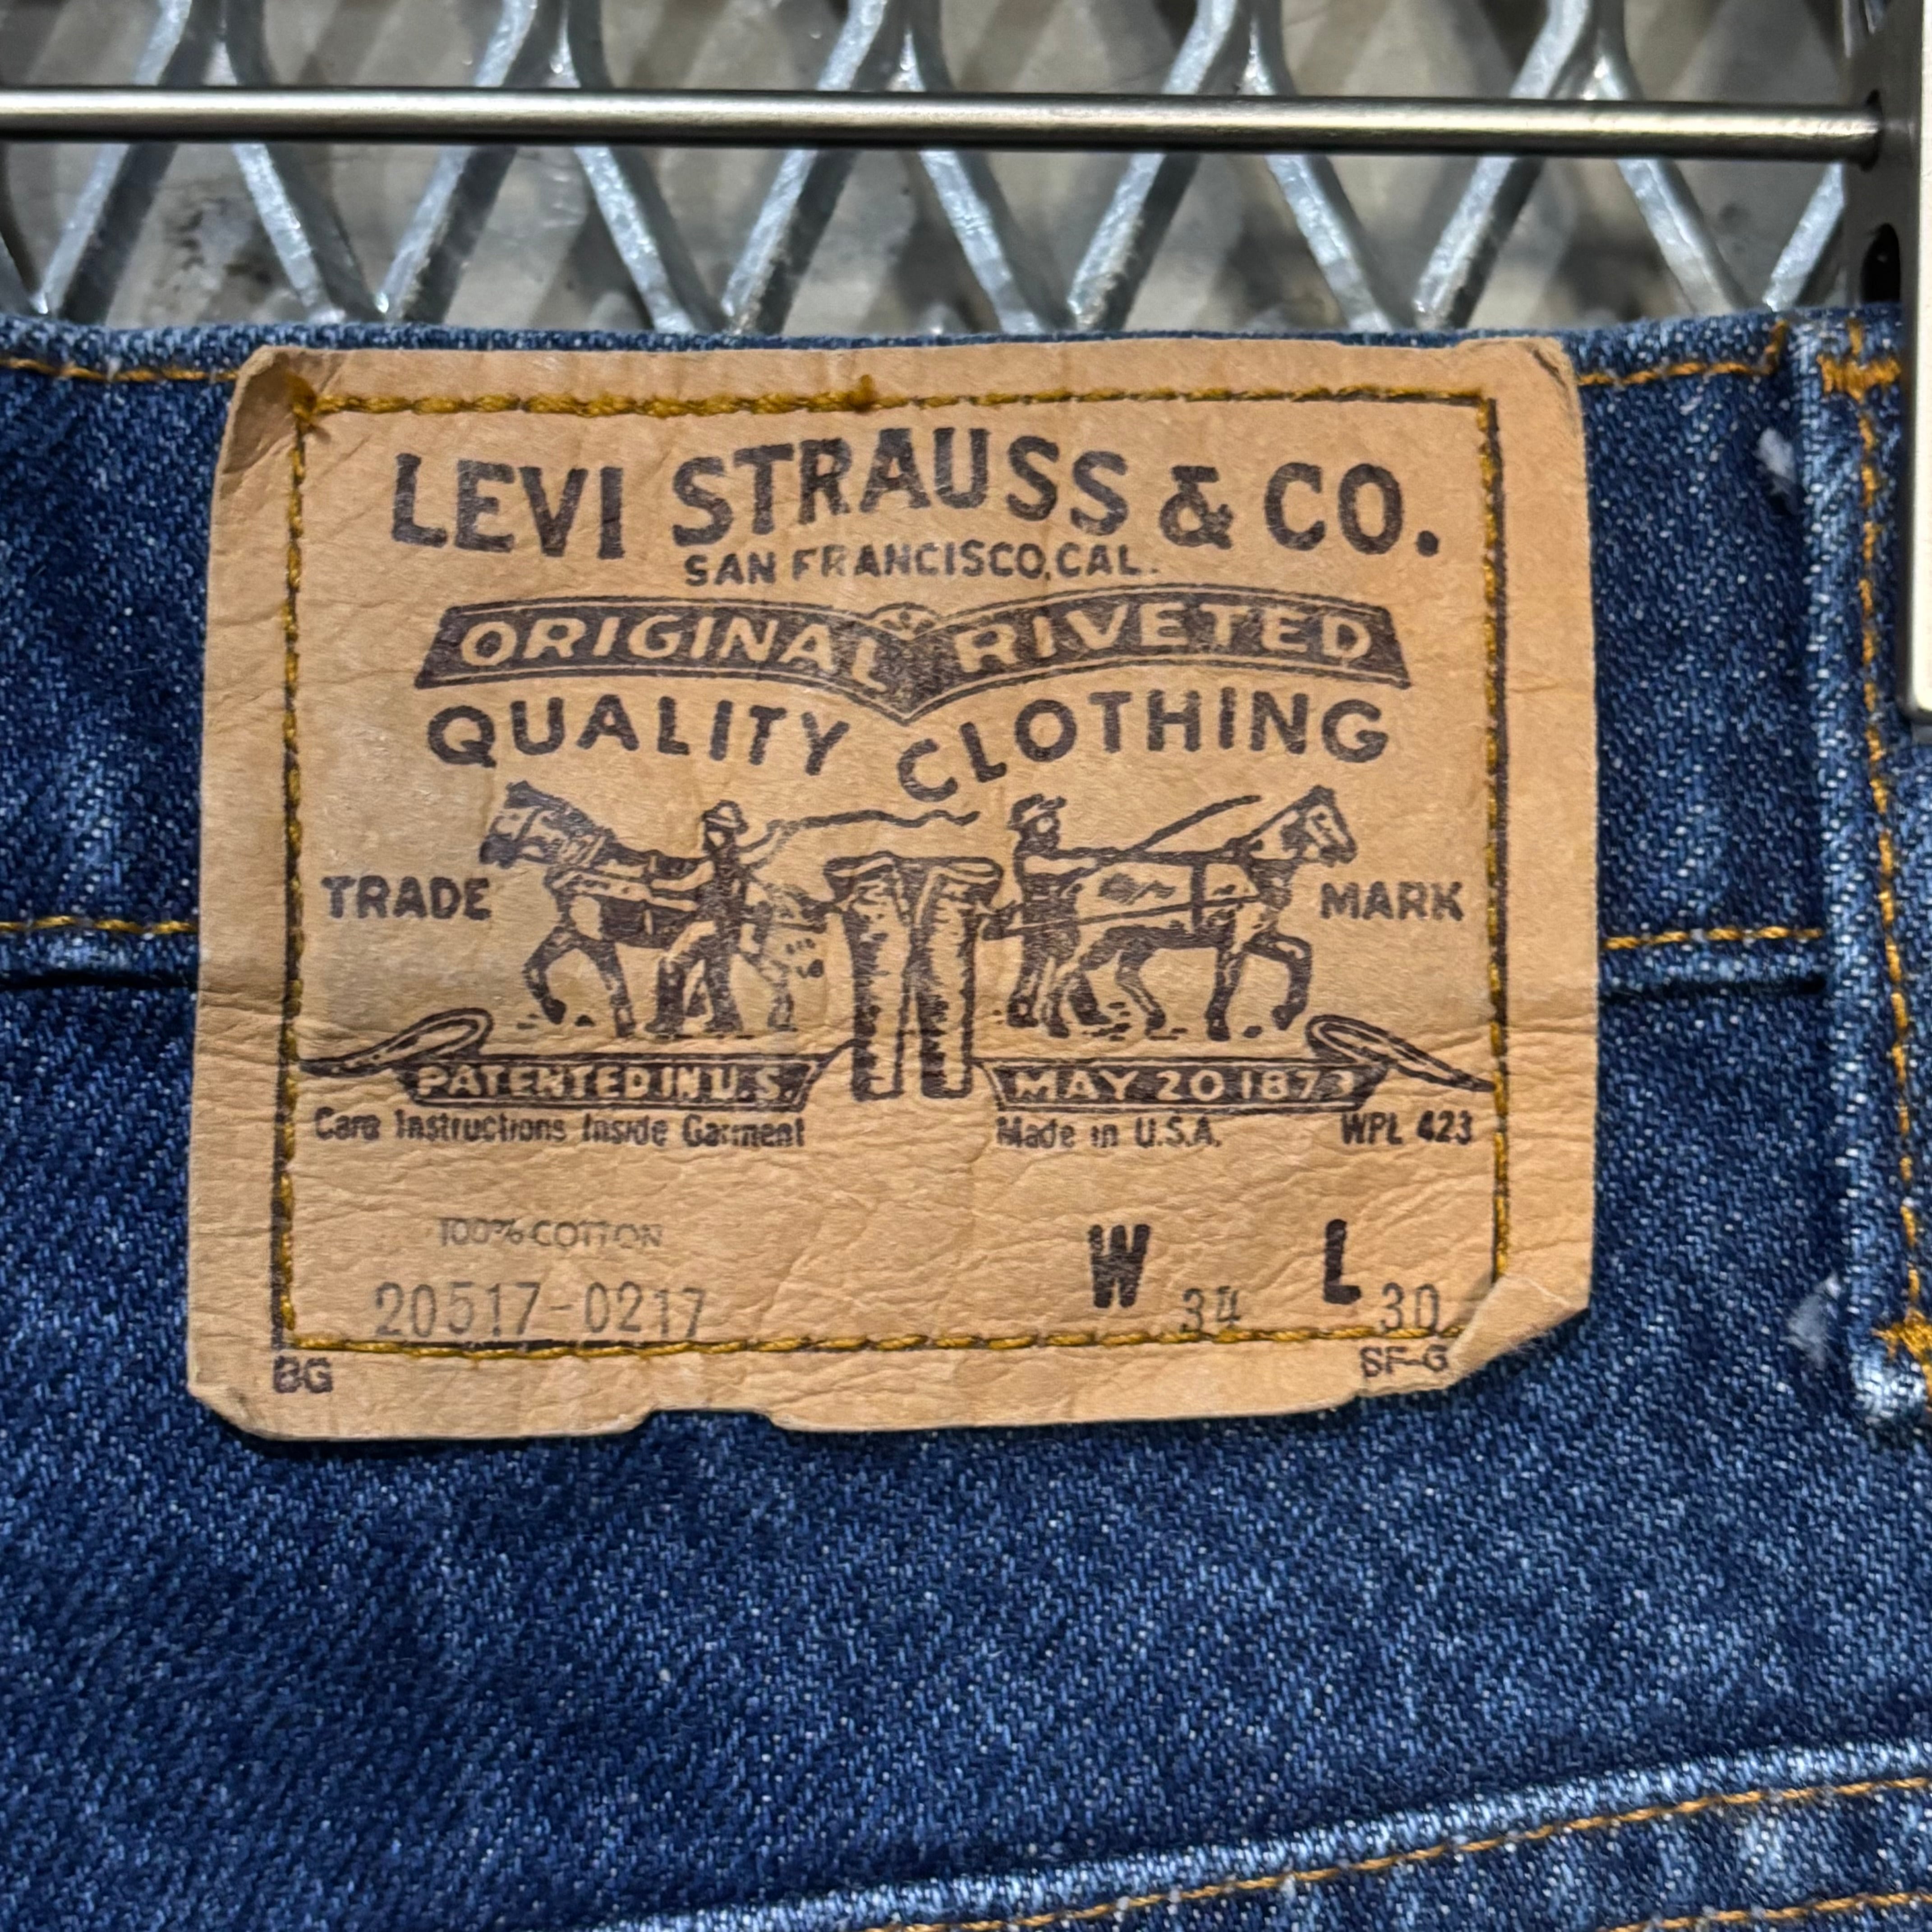 LEVI STRAUSS & CO.
SAN FRANCISCO, CAL.
ORIGINAL RIVETED
QUALITY CLOTHING
TRADE MARK
PATENTED IN U.S. MAY 20 1873
Care Instructions Inside Garment Made in U.S.A. WPL 423
100% COTTON
20517-0217 W 34 L 30
BG SF-6